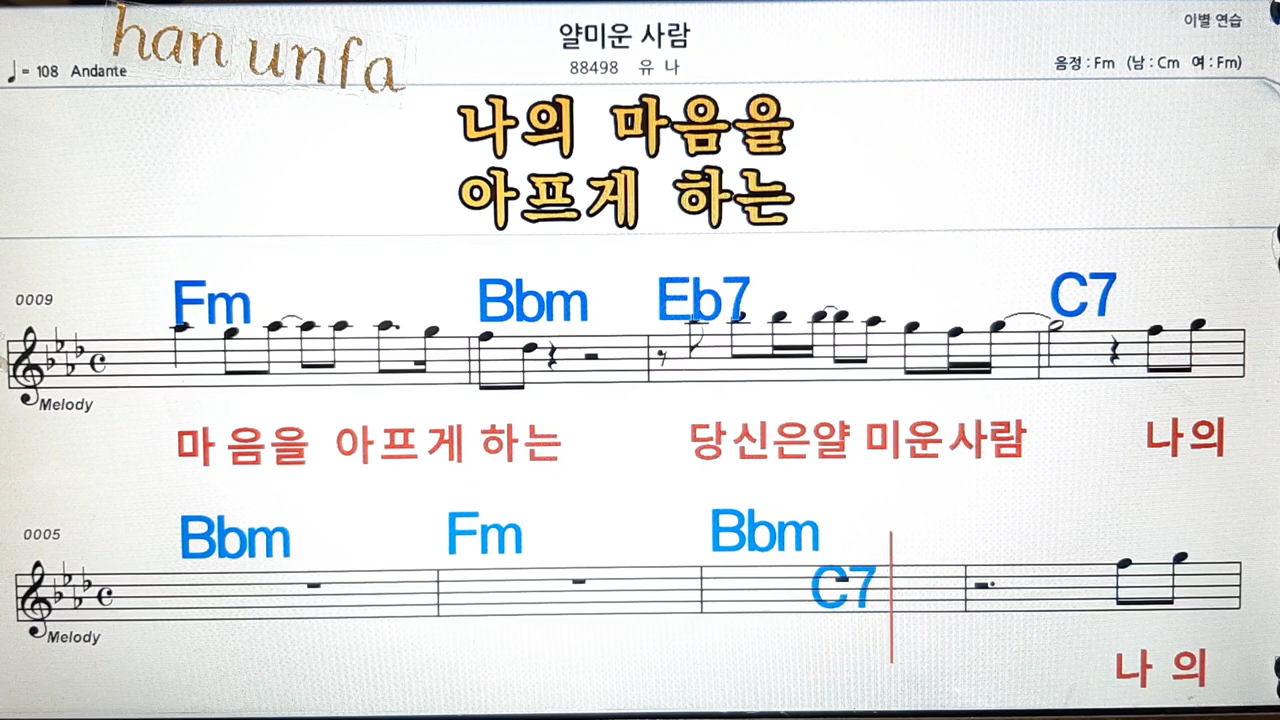 han unfa
얄미운 사람
이별 연습
♩= 108 Andante
88498 유 나
음정 : Fm (남 : Cm 여 : Fm)
나의 마음을
아프게 하는
0009
Fm Bbm Eb7 C7
Melody
마 음을 아프게 하는 당신은얄 미운사람 나의
0005
Bbm Fm Bbm
C7
Melody
나 의